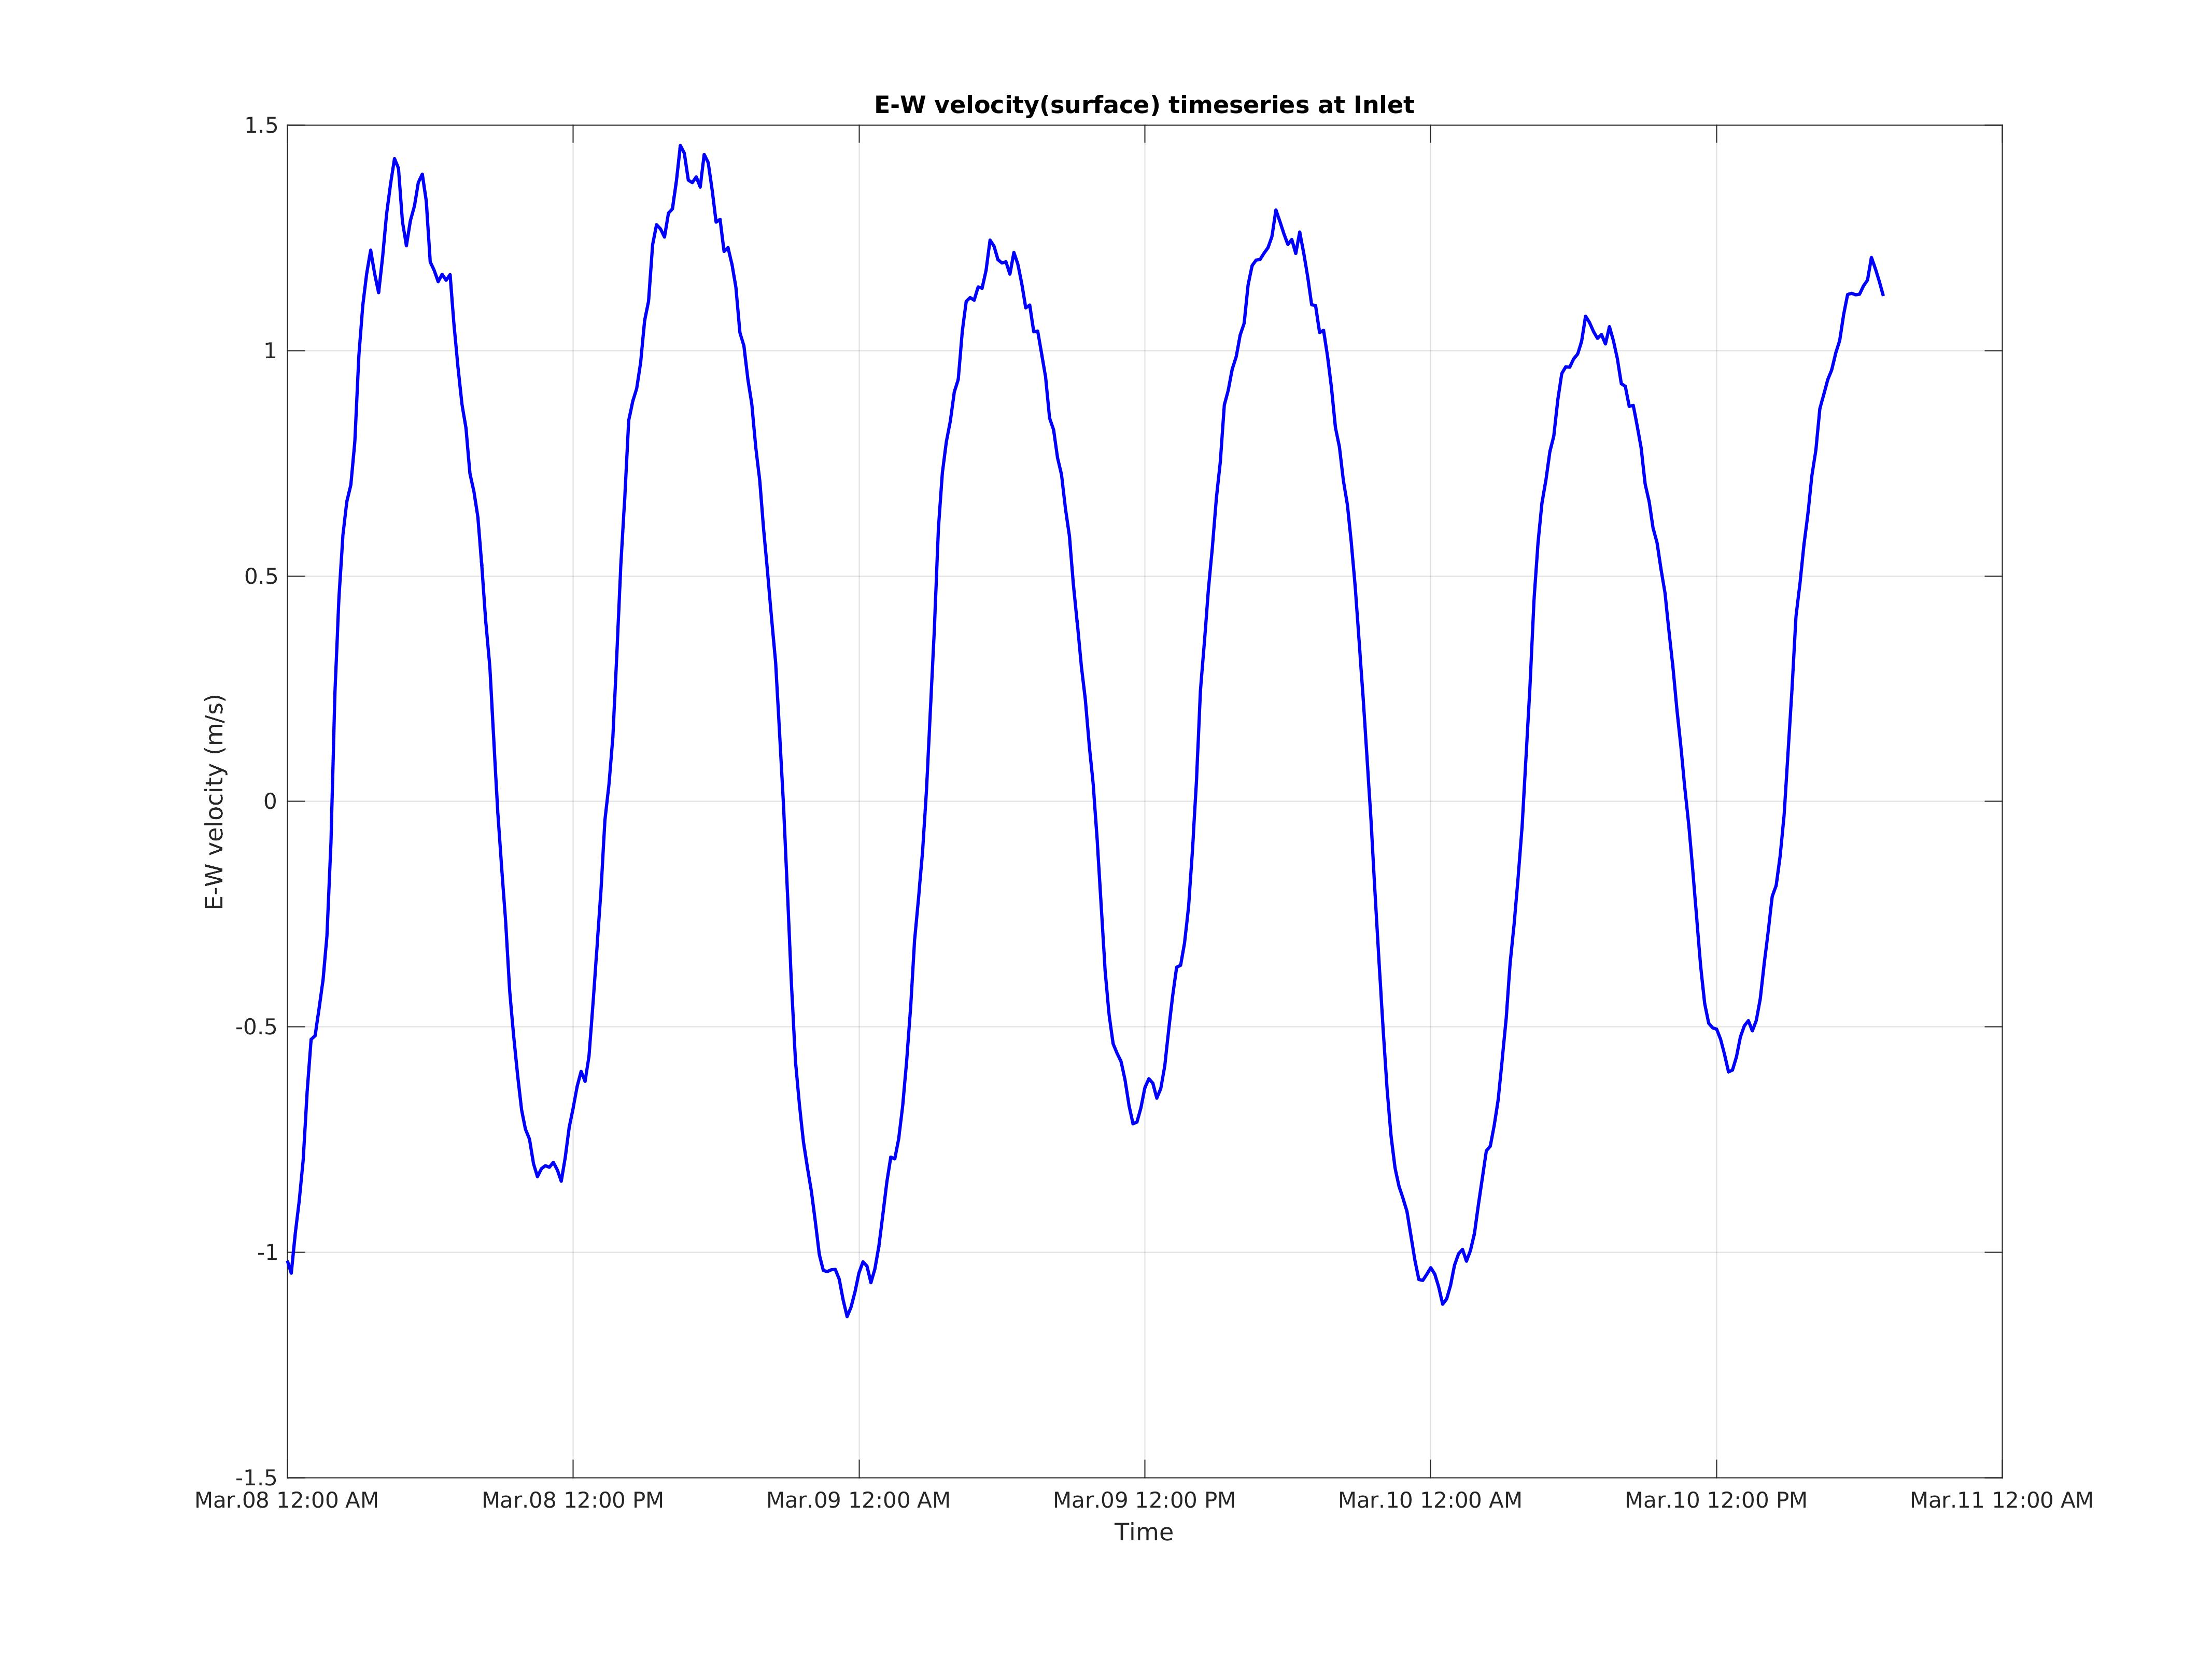 E-W velocity(surface) timeseries at Inlet
1.5
1
0.5
0
-0.5
-1
-1.5
E-W velocity (m/s)
Mar.08 12:00 AM Mar.08 12:00 PM Mar.09 12:00 AM Mar.09 12:00 PM Mar.10 12:00 AM Mar.10 12:00 PM Mar.11 12:00 AM
Time